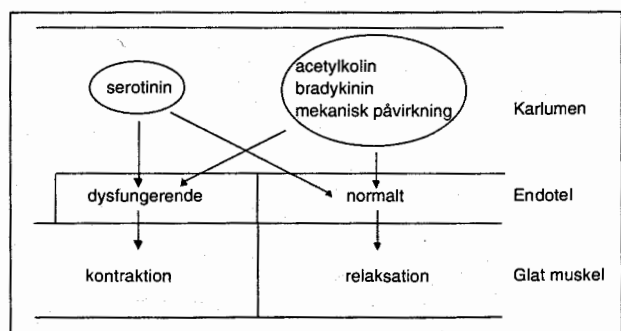 serotinin
acetylkolin
bradykinin
mekanisk påvirkning
Karlumen
dysfungerende
normalt
Endotel
kontraktion
relaksation
Glat muskel